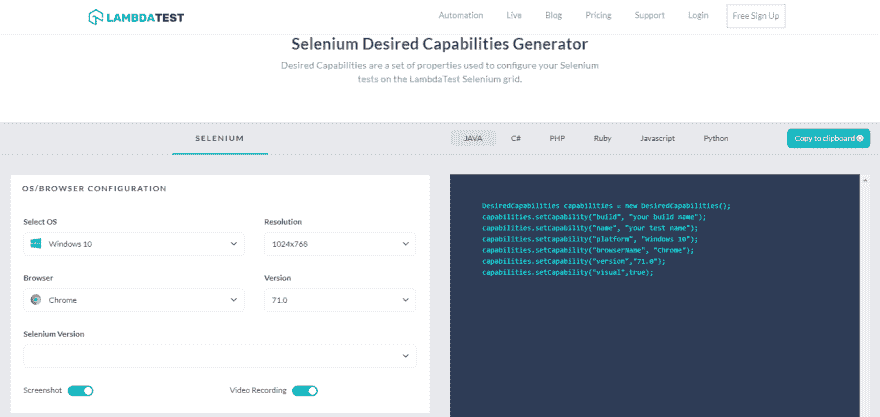 LAMBDATEST
Automation Live Blog Pricing Support Login Free Sign Up
Selenium Desired Capabilities Generator
Desired Capabilities are a set of properties used to configure your Selenium
tests on the LambdaTest Selenium grid.
SELENIUM
JAVA C# PHP Ruby Javascript Python Copy to clipboard
OS/BROWSER CONFIGURATION
Select OS Resolution
Windows 10 1024x768
Browser Version
Chrome 71.0
Selenium Version
Screenshot Video Recording
DesiredCapabilities capabilities = new DesiredCapabilities();
capabilities.setCapability("build", "your build name");
capabilities.setCapability("name", "your test name");
capabilities.setCapability("platform", "Windows 10");
capabilities.setCapability("browserName", "Chrome");
capabilities.setCapability("version","71.0");
capabilities.setCapability("visual",true);